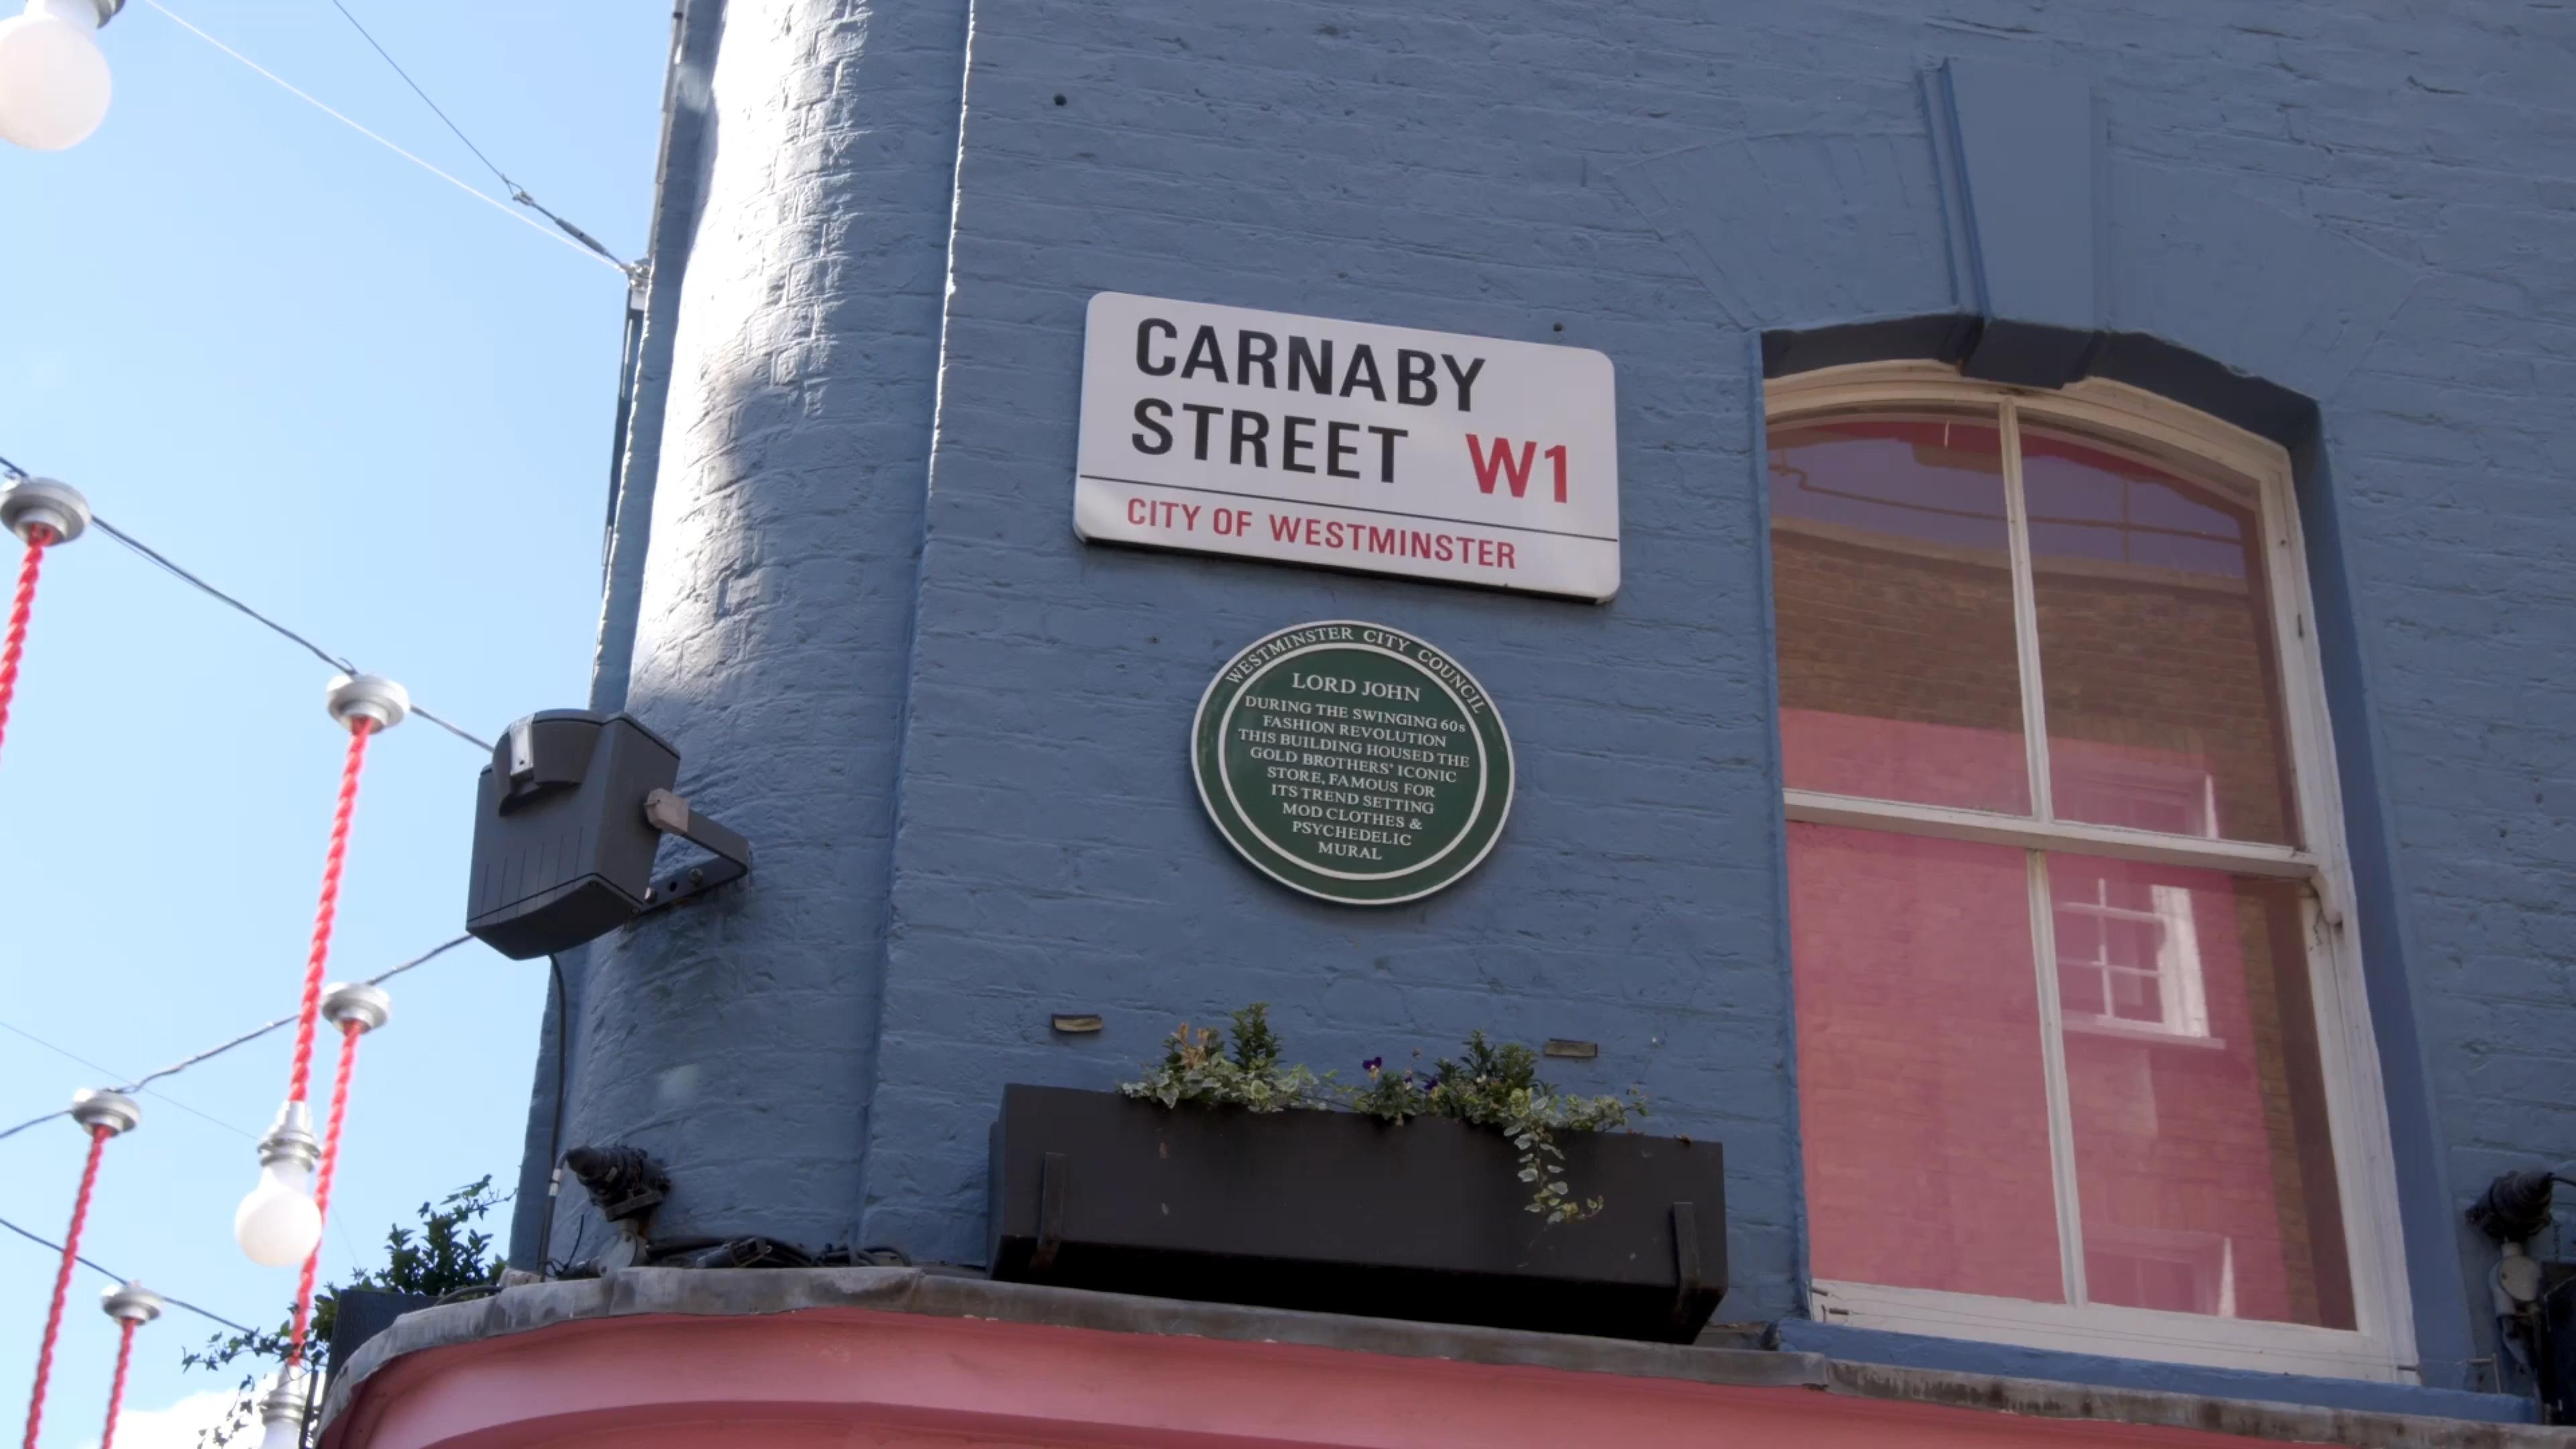 CARNABY
STREET W1
CITY OF WESTMINSTER
WESTMINSTER CITY COUNCIL
LORD JOHN
DURING THE SWINGING 60s
FASHION REVOLUTION
THIS BUILDING HOUSED THE
GOLD BROTHERS' ICONIC
STORE, FAMOUS FOR
ITS TREND SETTING
MOD CLOTHES &
PSYCHEDELIC
MURAL